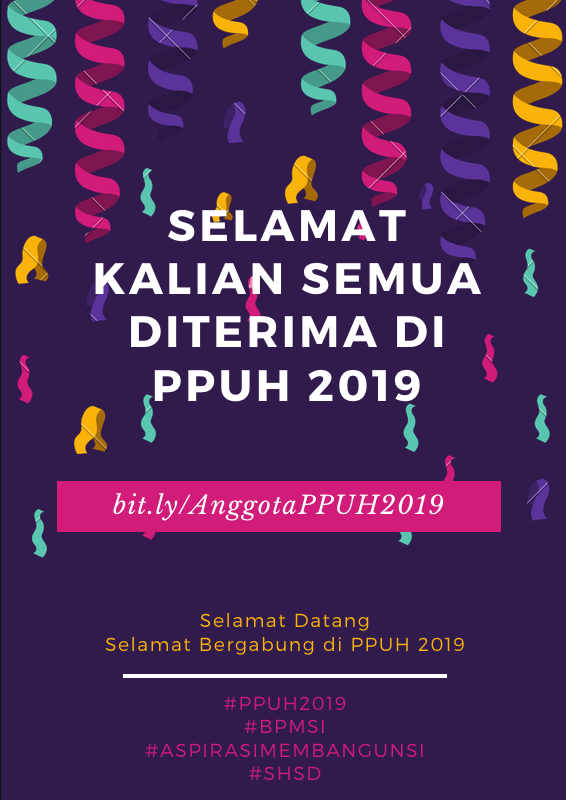 SELAMAT
KALIAN SEMUA
DITERIMA DI
PPUH 2019
bit.ly/AnggotaPPUH2019
Selamat Datang
Selamat Bergabung di PPUH 2019
#PPUH2019
#BPMSI
#ASPIRASIMEMBANGUNSI
#SHSD